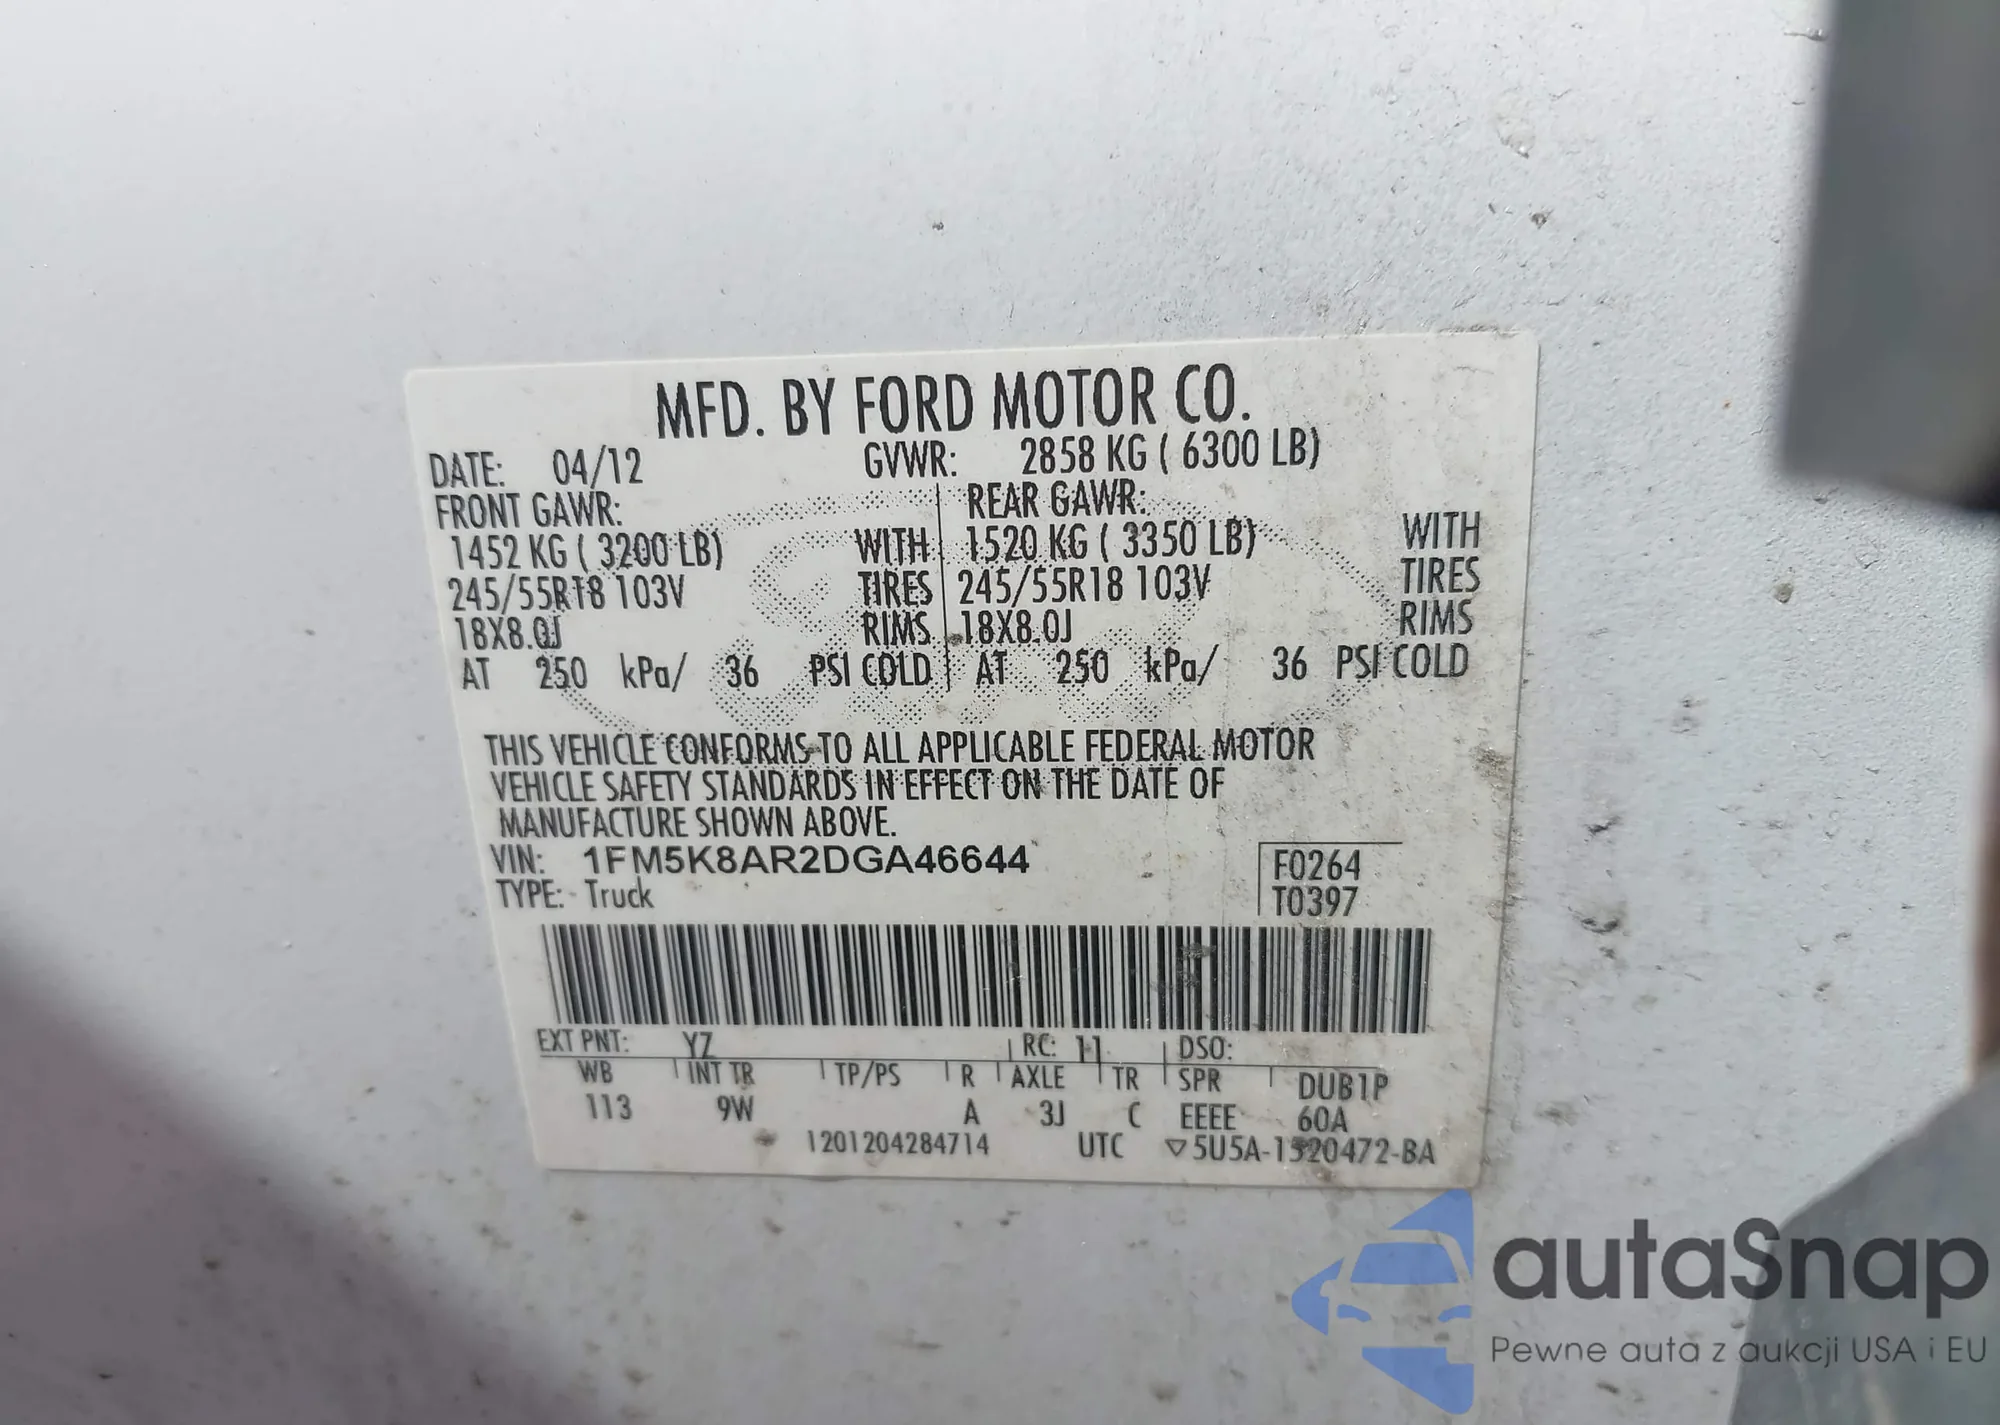 MFD. BY FORD MOTOR CO.
DATE: 04/12 GVWR: 2858 KG ( 6300 LB)
FRONT GAWR: REAR GAWR:
1452 KG ( 3200 LB) WITH 1520 KG ( 3350 LB) WITH
245/55R18 103V TIRES 245/55R18 103V TIRES
18X8.0J RIMS 18X8.0J RIMS
AT 250 kPa/ 36 PSI COLD AT 250 kPa/ 36 PSI COLD
THIS VEHICLE CONFORMS TO ALL APPLICABLE FEDERAL MOTOR
VEHICLE SAFETY STANDARDS IN EFFECT ON THE DATE OF
MANUFACTURE SHOWN ABOVE.
VIN: 1FM5K8AR2DGA46644 F0264
TYPE: Truck T0397
EXT PNT: YZ RC: 11 DSO:
WB INT TR TP/PS R AXLE TR SPR DUB1P
113 9W A 3J C EEEE 60A
1201204284714 UTC ▽5U5A-1520472-BA
autaSnap
Pewne auta z aukcji USA i EU